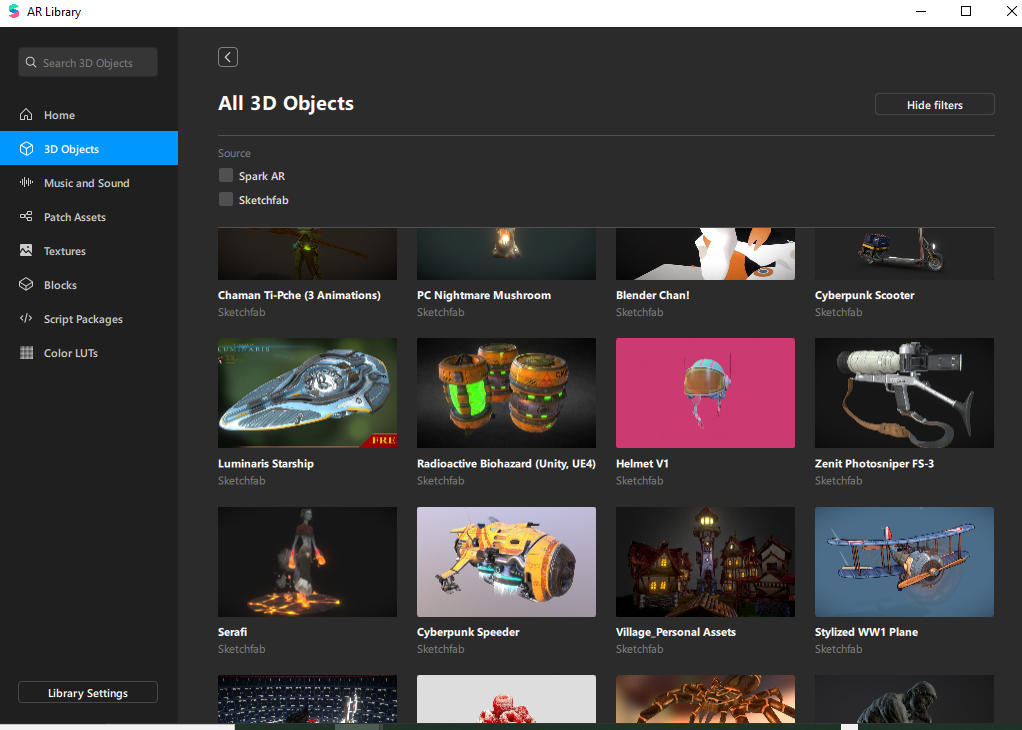 AR Library
Search 3D Objects
Home
3D Objects
Music and Sound
Patch Assets
Textures
Blocks
Script Packages
Color LUTs
Library Settings
All 3D Objects
Hide filters
Source
Spark AR
Sketchfab
Chaman Ti-Pche (3 Animations)
Sketchfab
PC Nightmare Mushroom
Sketchfab
Blender Chan!
Sketchfab
Cyberpunk Scooter
Sketchfab
LUMINARIS
FRE
Luminaris Starship
Sketchfab
Radioactive Biohazard (Unity, UE4)
Sketchfab
Helmet V1
Sketchfab
Zenit Photosniper FS-3
Sketchfab
Serafi
Sketchfab
Cyberpunk Speeder
Sketchfab
Village_Personal Assets
Sketchfab
Stylized WW1 Plane
Sketchfab